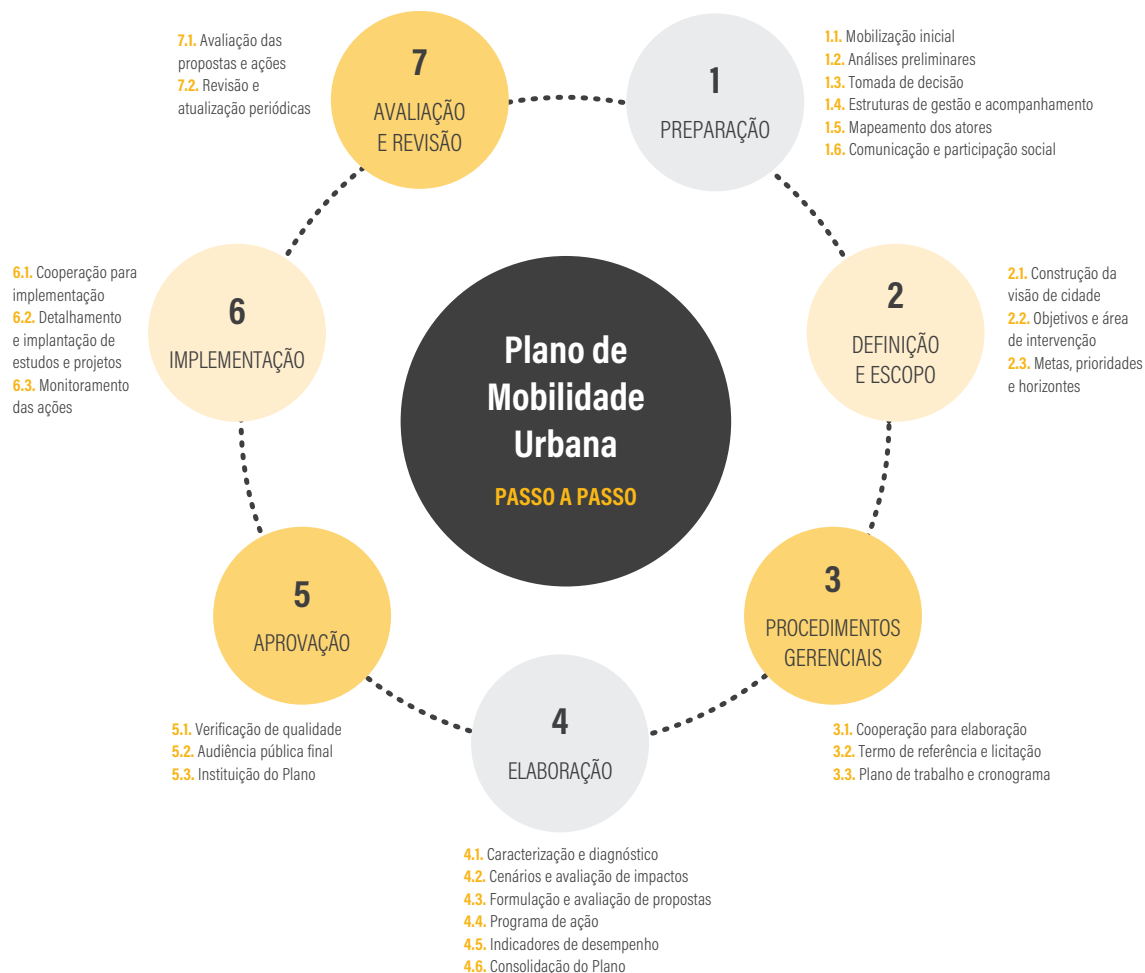 Plano de
Mobilidade
Urbana
PASSO A PASSO
1
PREPARAÇÃO
1.1. Mobilização inicial
1.2. Análises preliminares
1.3. Tomada de decisão
1.4. Estruturas de gestão e acompanhamento
1.5. Mapeamento dos atores
1.6. Comunicação e participação social
2
DEFINIÇÃO
E ESCOPO
2.1. Construção da
visão de cidade
2.2. Objetivos e área
de intervenção
2.3. Metas, prioridades
e horizontes
3
PROCEDIMENTOS
GERENCIAIS
3.1. Cooperação para elaboração
3.2. Termo de referência e licitação
3.3. Plano de trabalho e cronograma
4
ELABORAÇÃO
4.1. Caracterização e diagnóstico
4.2. Cenários e avaliação de impactos
4.3. Formulação e avaliação de propostas
4.4. Programa de ação
4.5. Indicadores de desempenho
4.6. Consolidação do Plano
5
APROVAÇÃO
5.1. Verificação de qualidade
5.2. Audiência pública final
5.3. Instituição do Plano
6
IMPLEMENTAÇÃO
6.1. Cooperação para
implementação
6.2. Detalhamento
e implantação de
estudos e projetos
6.3. Monitoramento
das ações
7
AVALIAÇÃO
E REVISÃO
7.1. Avaliação das
propostas e ações
7.2. Revisão e
atualização periódicas